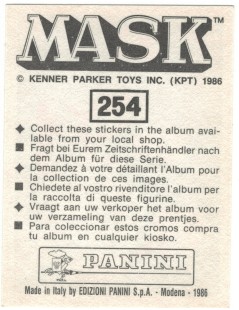 MASK™
© KENNER PARKER TOYS INC. (KPT) 1986
254
Collect these stickers in the album avai-
lable from your local shop.
Fragt bei Eurem Zeitschriftenhändler nach
dem Album für diese Serie.
Demandez à votre détaillant l'Album pour
la collection de ces images.
Chiedete al vostro rivenditore l'album per
la raccolta di queste figurine.
Vraagt aan uw verkoper het album voor
uw verzameling van deze prentjes.
Para coleccionar estos cromos compra
tu album en cualquier kiosko.
PANINI
Made in Italy by EDIZIONI PANINI S.p.A. - Modena - 1986